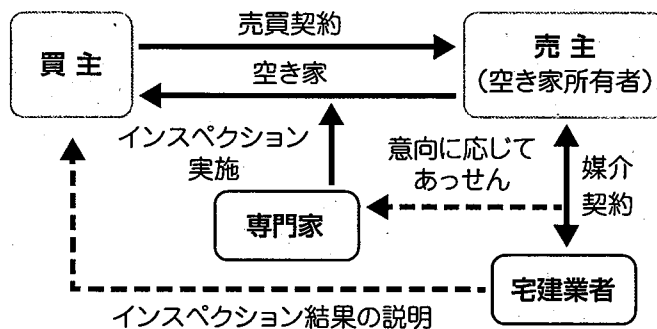 売買契約
買 主
売 主
(空き家所有者)
空き家
インスペクション
実施
意向に応じて
あっせん
媒介
契約
専門家
宅建業者
インスペクション結果の説明